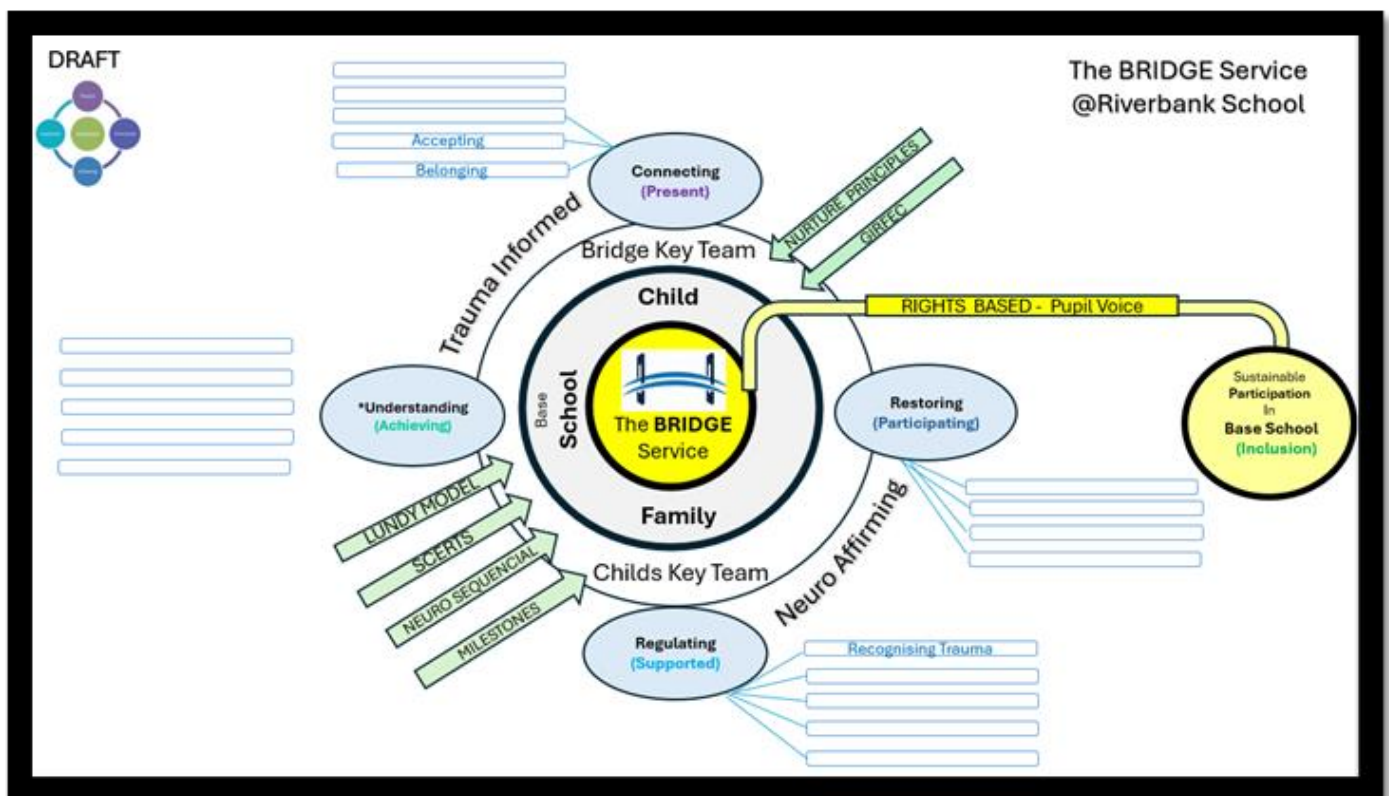 DRAFT
The BRIDGE Service
@Riverbank School
Accepting
Belonging
Connecting
(Present)
NURTURE PRINCIPLES
GIRFEC
Trauma Informed
Bridge Key Team
Child
RIGHTS BASED - Pupil Voice
Base
School
The BRIDGE
Service
*Understanding
(Achieving)
Restoring
(Participating)
Sustainable
Participation
In
Base School
(Inclusion)
LUNDY MODEL
SCERTS
NEURO SEQUENCIAL
MILESTONES
Family
Childs Key Team
Neuro Affirming
Regulating
(Supported)
Recognising Trauma